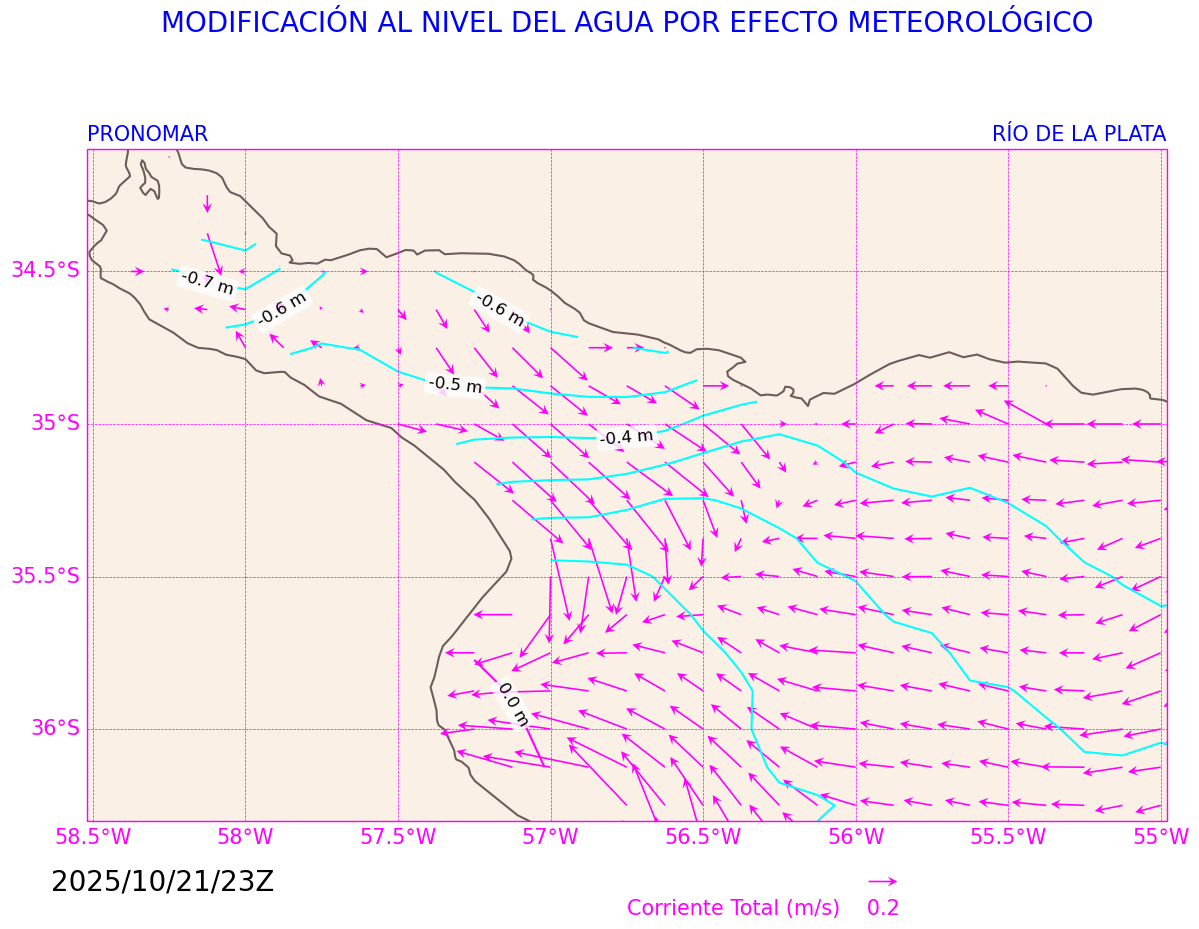 MODIFICACIÓN AL NIVEL DEL AGUA POR EFECTO METEOROLÓGICO
PRONOMAR RÍO DE LA PLATA
34.5°S
-0.7 m
-0.6 m
-0.6 m
-0.5 m
35°S
-0.4 m
35.5°S
0.0 m
36°S
58.5°W 58°W 57.5°W 57°W 56.5°W 56°W 55.5°W 55°W
2025/10/21/23Z
Corriente Total (m/s) 0.2